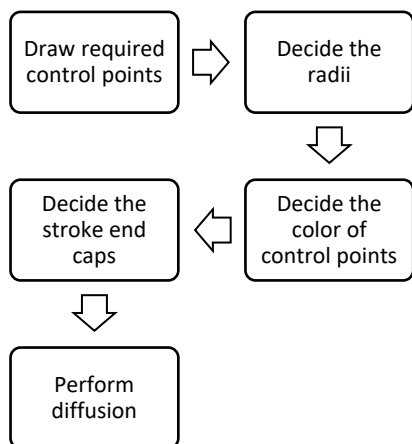 Draw required
control points
Decide the
radii
Decide the
color of
control points
Decide the
stroke end
caps
Perform
diffusion